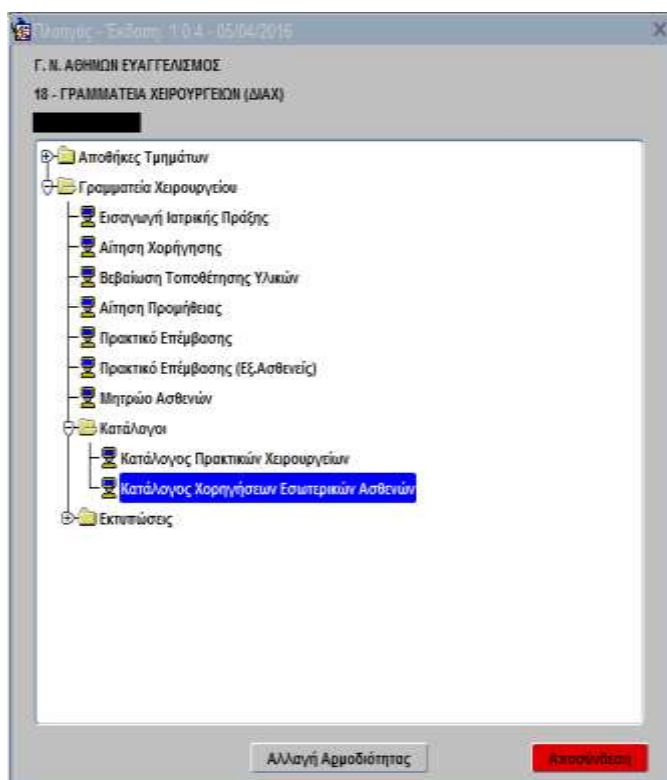 Πλοηγός - Έκδοση: 1.0.4 - 05/04/2016
Γ. Ν. ΑΘΗΝΩΝ ΕΥΑΓΓΕΛΙΣΜΟΣ
18 - ΓΡΑΜΜΑΤΕΙΑ ΧΕΙΡΟΥΡΓΕΙΩΝ (ΔΙΑΧ)
Αποθήκες Τμημάτων
Γραμματεία Χειρουργείου
Εισαγωγή Ιατρικής Πράξης
Αίτηση Χορήγησης
Βεβαίωση Τοποθέτησης Υλικών
Αίτηση Προμήθειας
Πρακτικό Επέμβασης
Πρακτικό Επέμβασης (Εξ.Ασθενείς)
Μητρώο Ασθενών
Κατάλογοι
Κατάλογος Πρακτικών Χειρουργείων
Κατάλογος Χορηγήσεων Εσωτερικών Ασθενών
Εκτυπώσεις
Αλλαγή Αρμοδιότητας
Αποσύνδεση